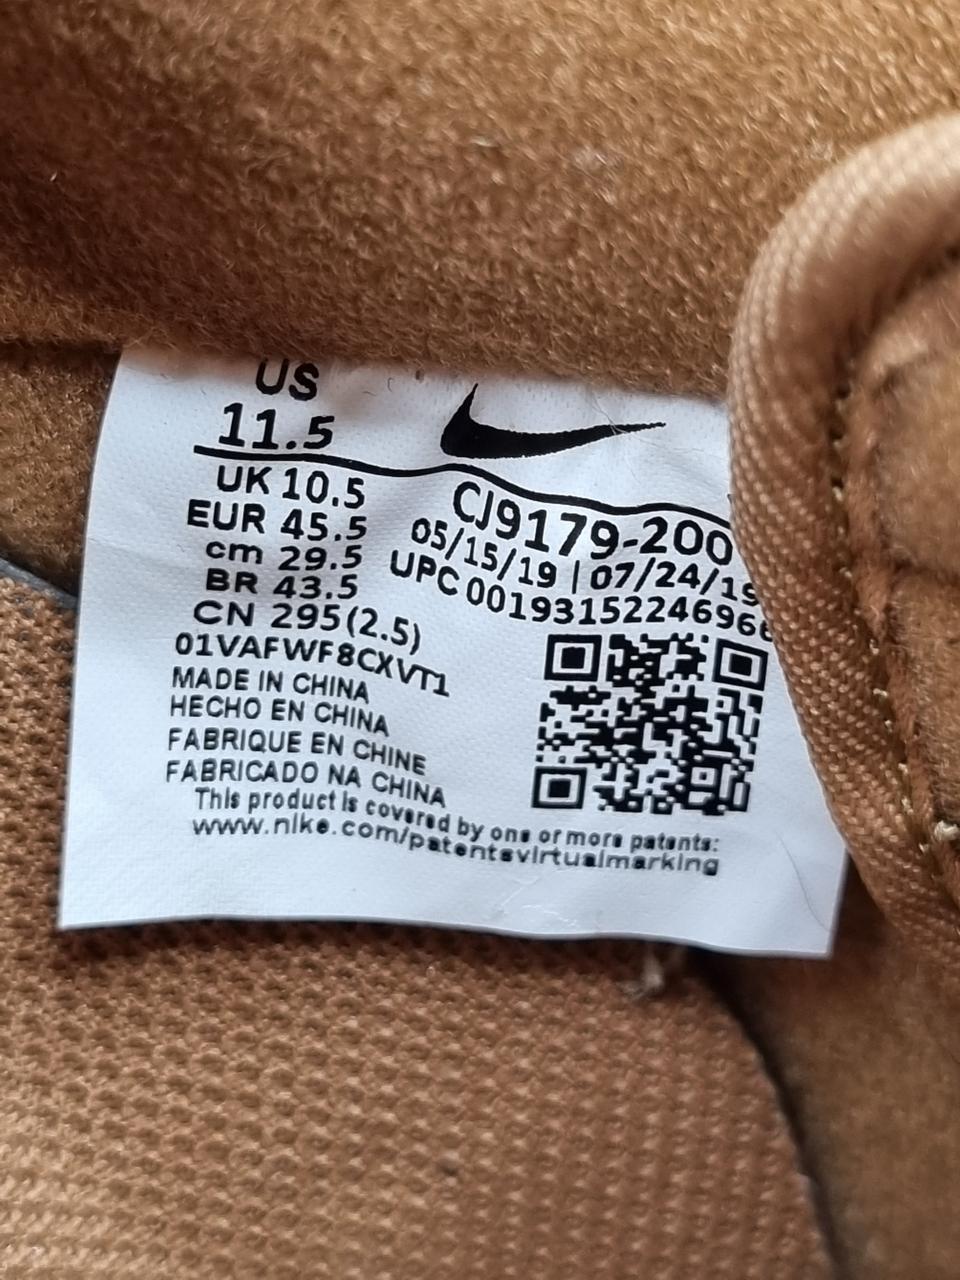 US
11.5
UK 10.5
EUR 45.5
cm 29.5
BR 43.5
CN 295(2.5)
01VAFWF8CXVT1
MADE IN CHINA
HECHO EN CHINA
FABRIQUE EN CHINE
FABRICADO NA CHINA
CJ9179-200
05/15/19 | 07/24/19
UPC 00193152246966
This product is covered by one or more patents:
www.nike.com/patentsvirtualmarking